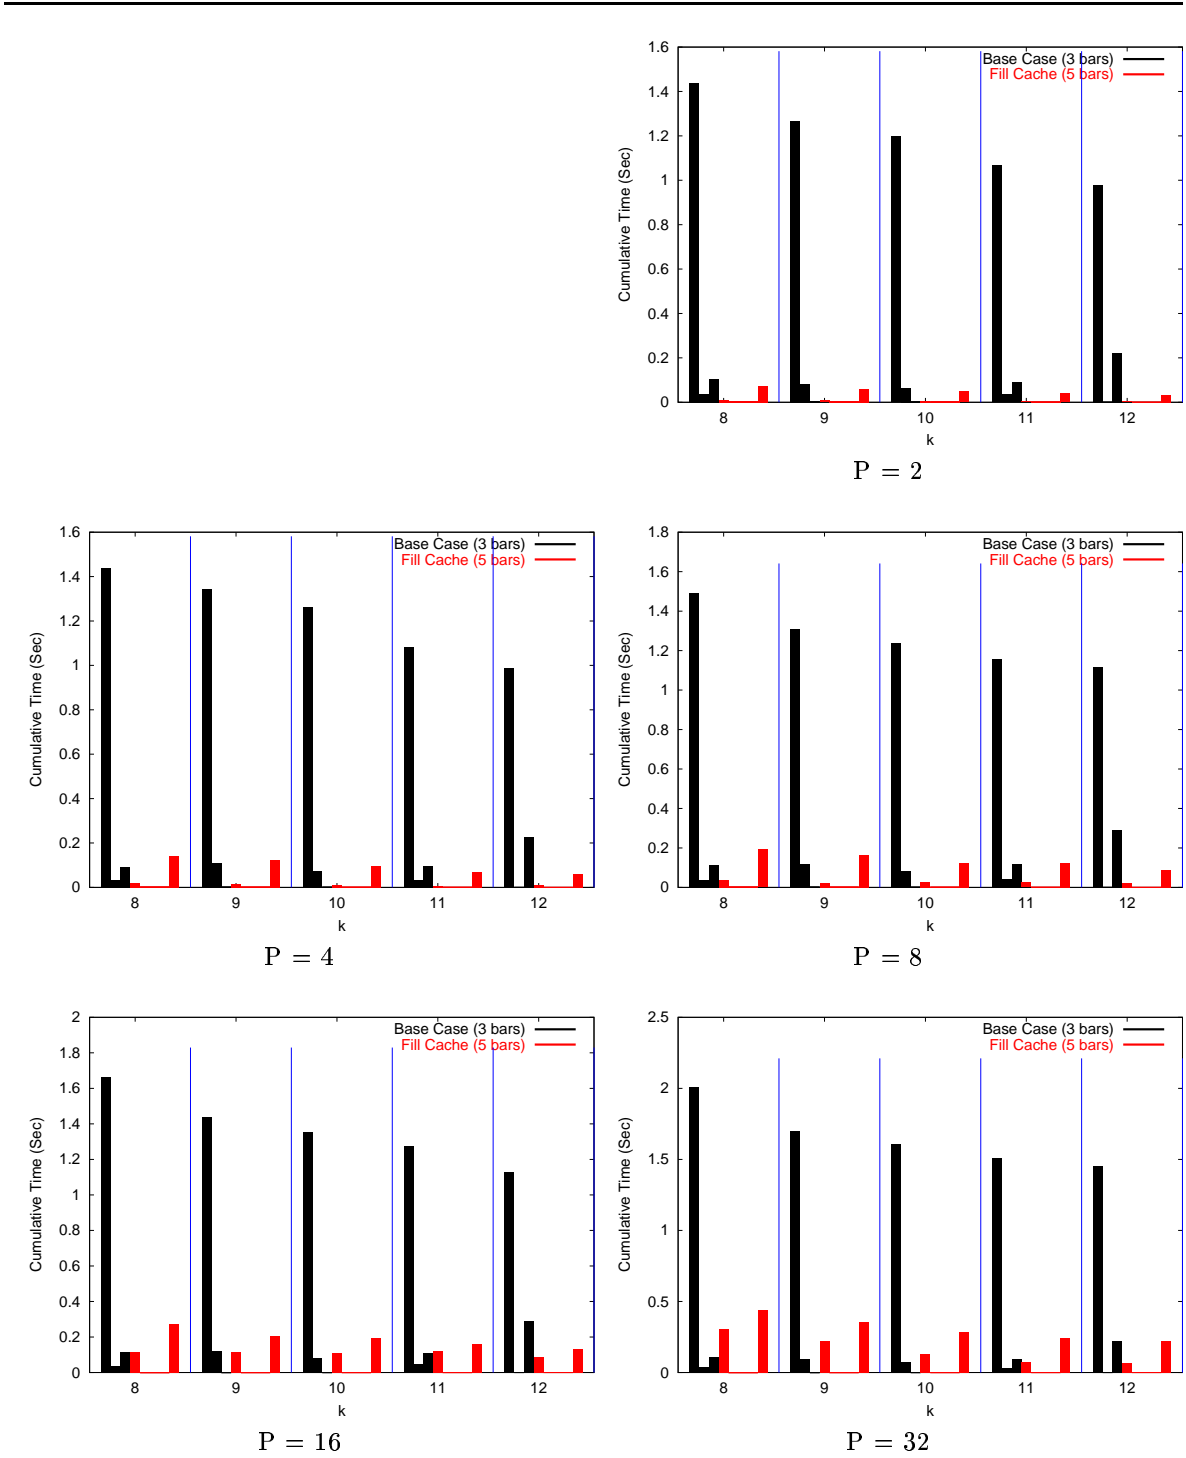 1.6
1.4
1.2
1
0.8
0.6
0.4
0.2
0
Cumulative Time (Sec)
Base Case (3 bars)
Fill Cache (5 bars)
8 9 10 11 12
k
P = 2
1.6
1.4
1.2
1
0.8
0.6
0.4
0.2
0
Cumulative Time (Sec)
Base Case (3 bars)
Fill Cache (5 bars)
8 9 10 11 12
k
P = 4
1.8
1.6
1.4
1.2
1
0.8
0.6
0.4
0.2
0
Cumulative Time (Sec)
Base Case (3 bars)
Fill Cache (5 bars)
8 9 10 11 12
k
P = 8
2
1.8
1.6
1.4
1.2
1
0.8
0.6
0.4
0.2
0
Cumulative Time (Sec)
Base Case (3 bars)
Fill Cache (5 bars)
8 9 10 11 12
k
P = 16
2.5
2
1.5
1
0.5
0
Cumulative Time (Sec)
Base Case (3 bars)
Fill Cache (5 bars)
8 9 10 11 12
k
P = 32